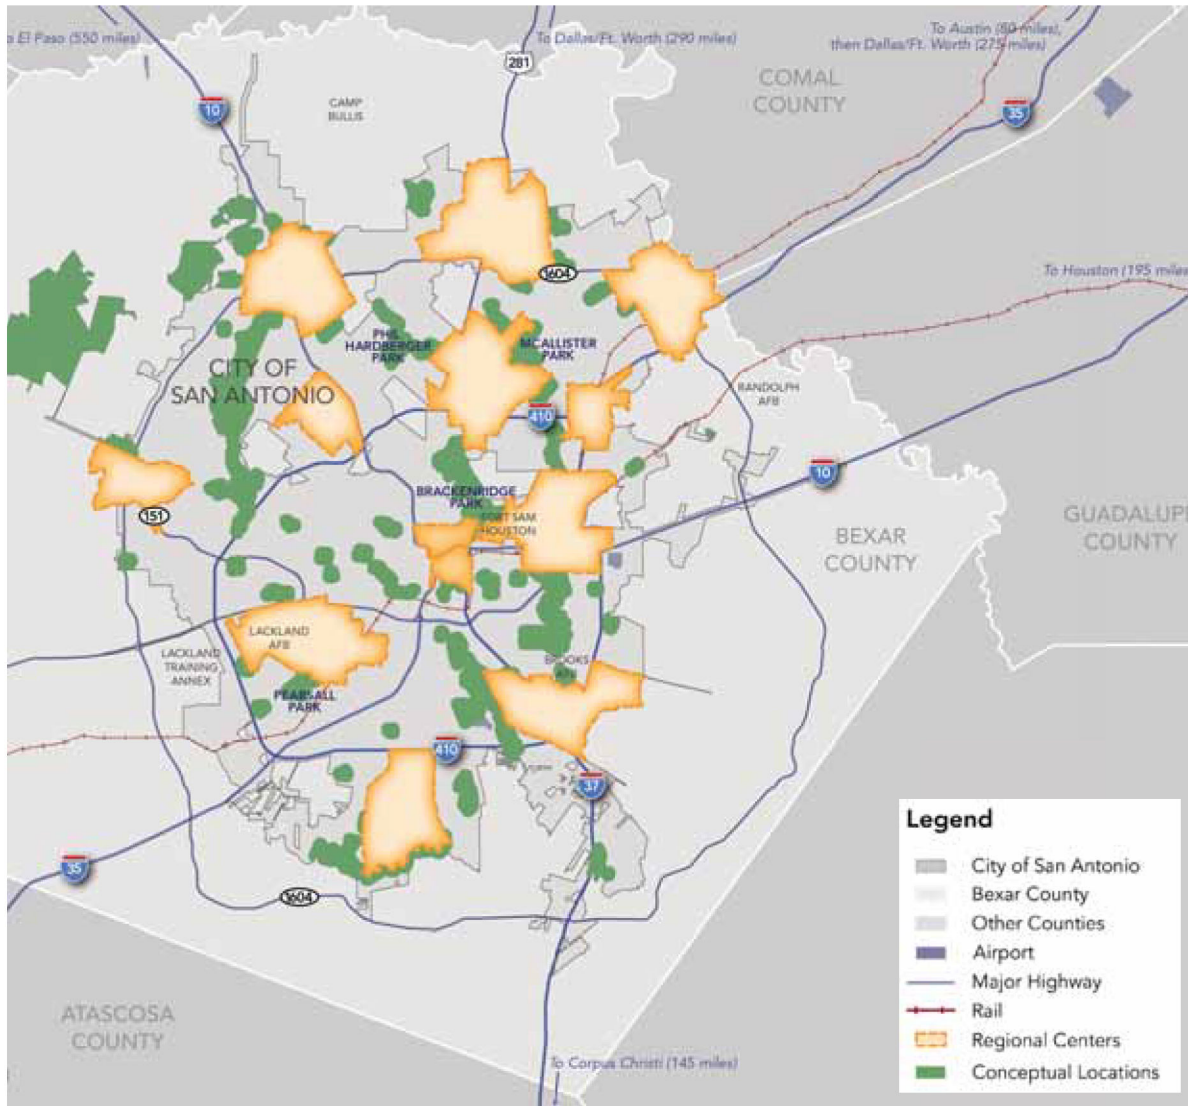 o El Paso (550 miles)
To Dallas/Ft. Worth (290 miles)
To Austin (80 miles),
then Dallas/Ft. Worth (275 miles)
281
COMAL
COUNTY
CAMP
BULLIS
10
35
1604
To Houston (195 miles
PHIL
HARDBERGER
PARK
MCALLISTER
PARK
CITY OF
SAN ANTONIO
RANDOLPH
AFB
410
10
BRACKENRIDGE
PARK
FORT SAM
HOUSTON
151
BEXAR
COUNTY
GUADALUP
COUNTY
LACKLAND
AFB
LACKLAND
TRAINING
ANNEX
BROOKS
PEARSALL
PARK
410
37
35
1604
Legend
City of San Antonio
Bexar County
Other Counties
Airport
Major Highway
Rail
Regional Centers
Conceptual Locations
ATASCOSA
COUNTY
To Corpus Christi (145 miles)